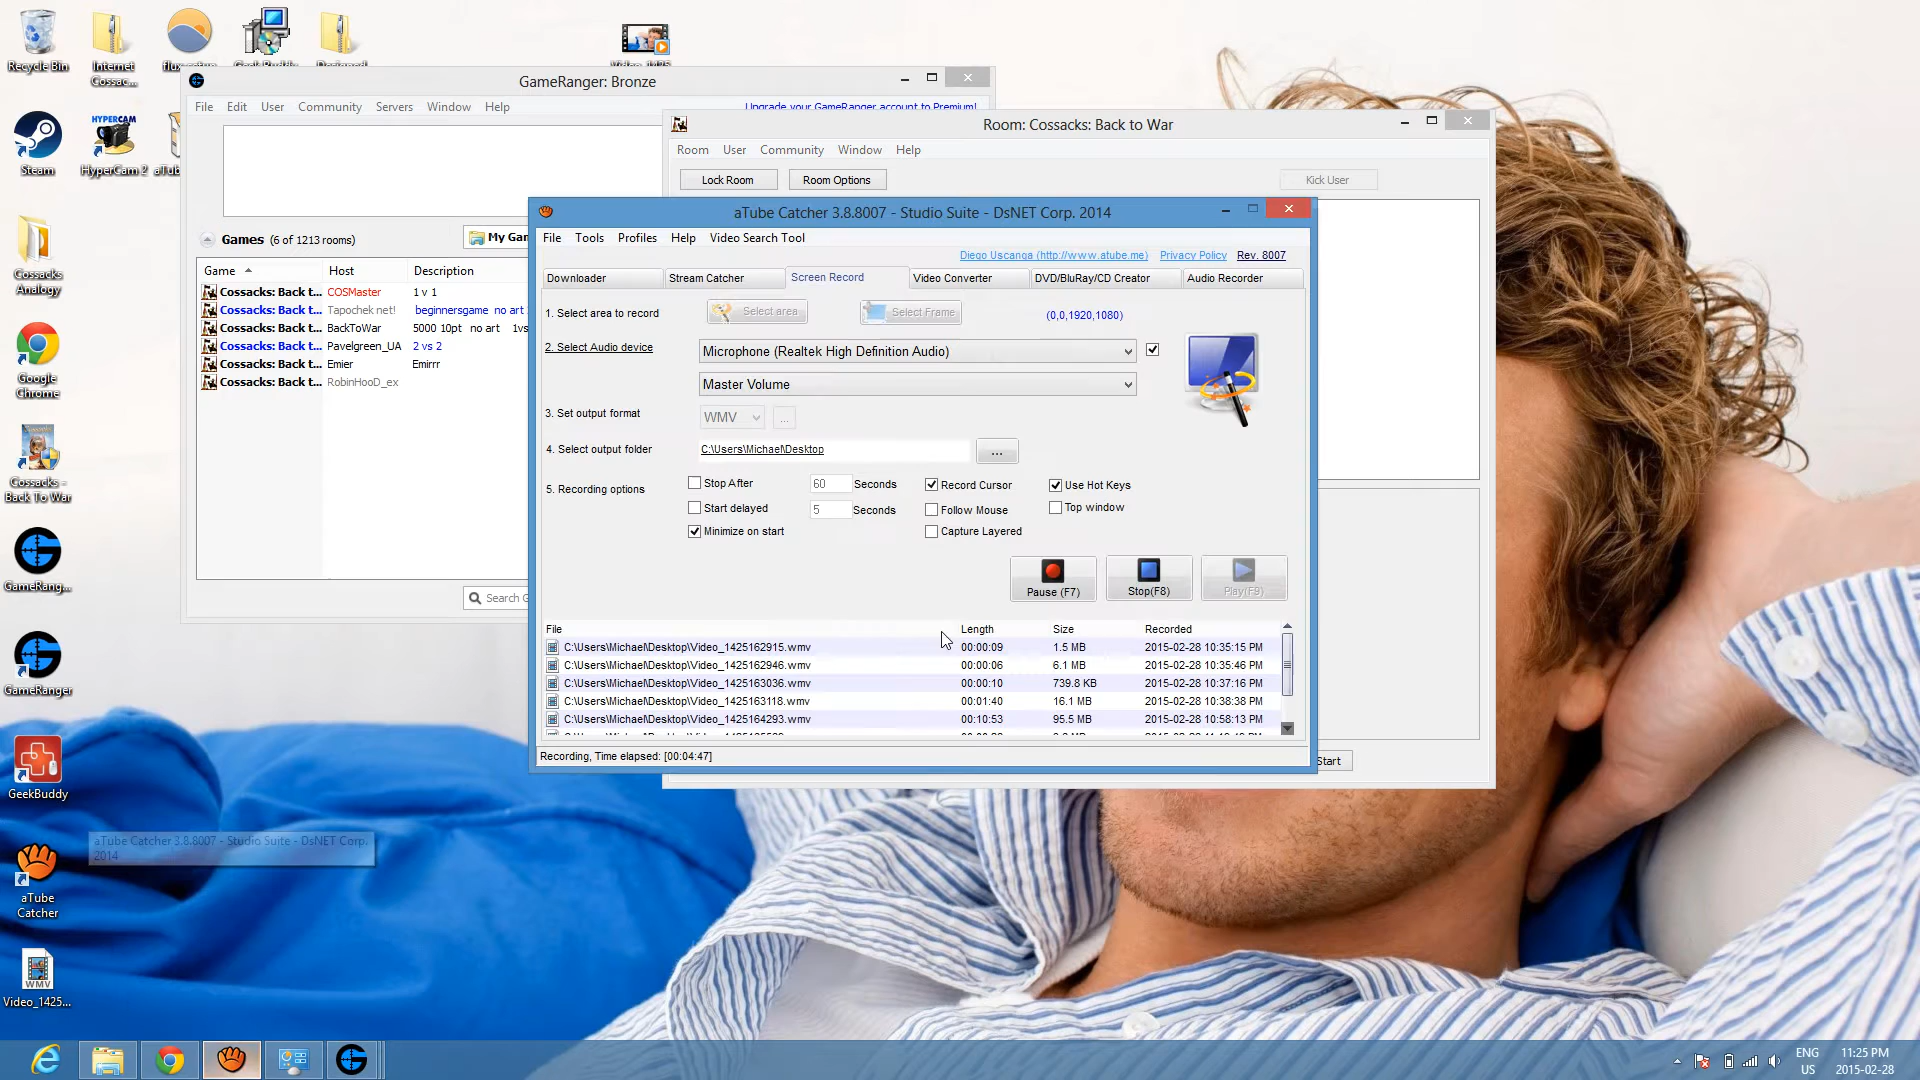 Recycle Bin
Internet
Cossac...
GameRanger: Bronze
File Edit User Community Servers Window Help
Upgrade your GameRanger account to Premium!
Steam
HyperCam 2
Room: Cossacks: Back to War
Room User Community Window Help
Lock Room
Room Options
Kick User
Games (6 of 1213 rooms)
Game Host Description
Cossacks: Back t... COSMaster 1 v 1
Cossacks: Back t... Tapochek net! beginnersgame no art
Cossacks: Back t... BackToWar 5000 10pt no art
Cossacks: Back t... Pavelgreen_UA 2 vs 2
Cossacks: Back t... Emier Emirrr
Cossacks: Back t... RobinHooD_ex
aTube Catcher 3.8.8007 - Studio Suite - DsNET Corp. 2014
File Tools Profiles Help Video Search Tool
Diego Uscanga (http://www.atube.me) Privacy Policy Rev. 8007
Downloader Stream Catcher Screen Record Video Converter DVD/BluRay/CD Creator Audio Recorder
1. Select area to record Select area Select Frame (0,0,1920,1080)
2. Select Audio device Microphone (Realtek High Definition Audio)
Master Volume
3. Set output format WMV ...
4. Select output folder C:\Users\Michael\Desktop ...
5. Recording options
Stop After 60 Seconds Record Cursor Use Hot Keys
Start delayed 5 Seconds Follow Mouse Top window
Minimize on start Capture Layered
Pause (F7) Stop(F8) Play(F9)
File Length Size Recorded
C:\Users\Michael\Desktop\Video_1425162915.wmv 00:00:09 1.5 MB 2015-02-28 10:35:15 PM
C:\Users\Michael\Desktop\Video_1425162946.wmv 00:00:06 6.1 MB 2015-02-28 10:35:46 PM
C:\Users\Michael\Desktop\Video_1425163036.wmv 00:00:10 739.8 KB 2015-02-28 10:37:16 PM
C:\Users\Michael\Desktop\Video_1425163118.wmv 00:01:40 16.1 MB 2015-02-28 10:38:38 PM
C:\Users\Michael\Desktop\Video_1425164293.wmv 00:10:53 95.5 MB 2015-02-28 10:58:13 PM
Recording, Time elapsed: [00:04:47]
Start
Search
Cossacks
Analogy
Google
Chrome
Cossacks -
Back To War
GameRang...
GameRanger
GeekBuddy
aTube Catcher 3.8.8007 - Studio Suite - DsNET Corp.
2014
aTube
Catcher
WMV
Video_1425...
ENG
US
11:25 PM
2015-02-28